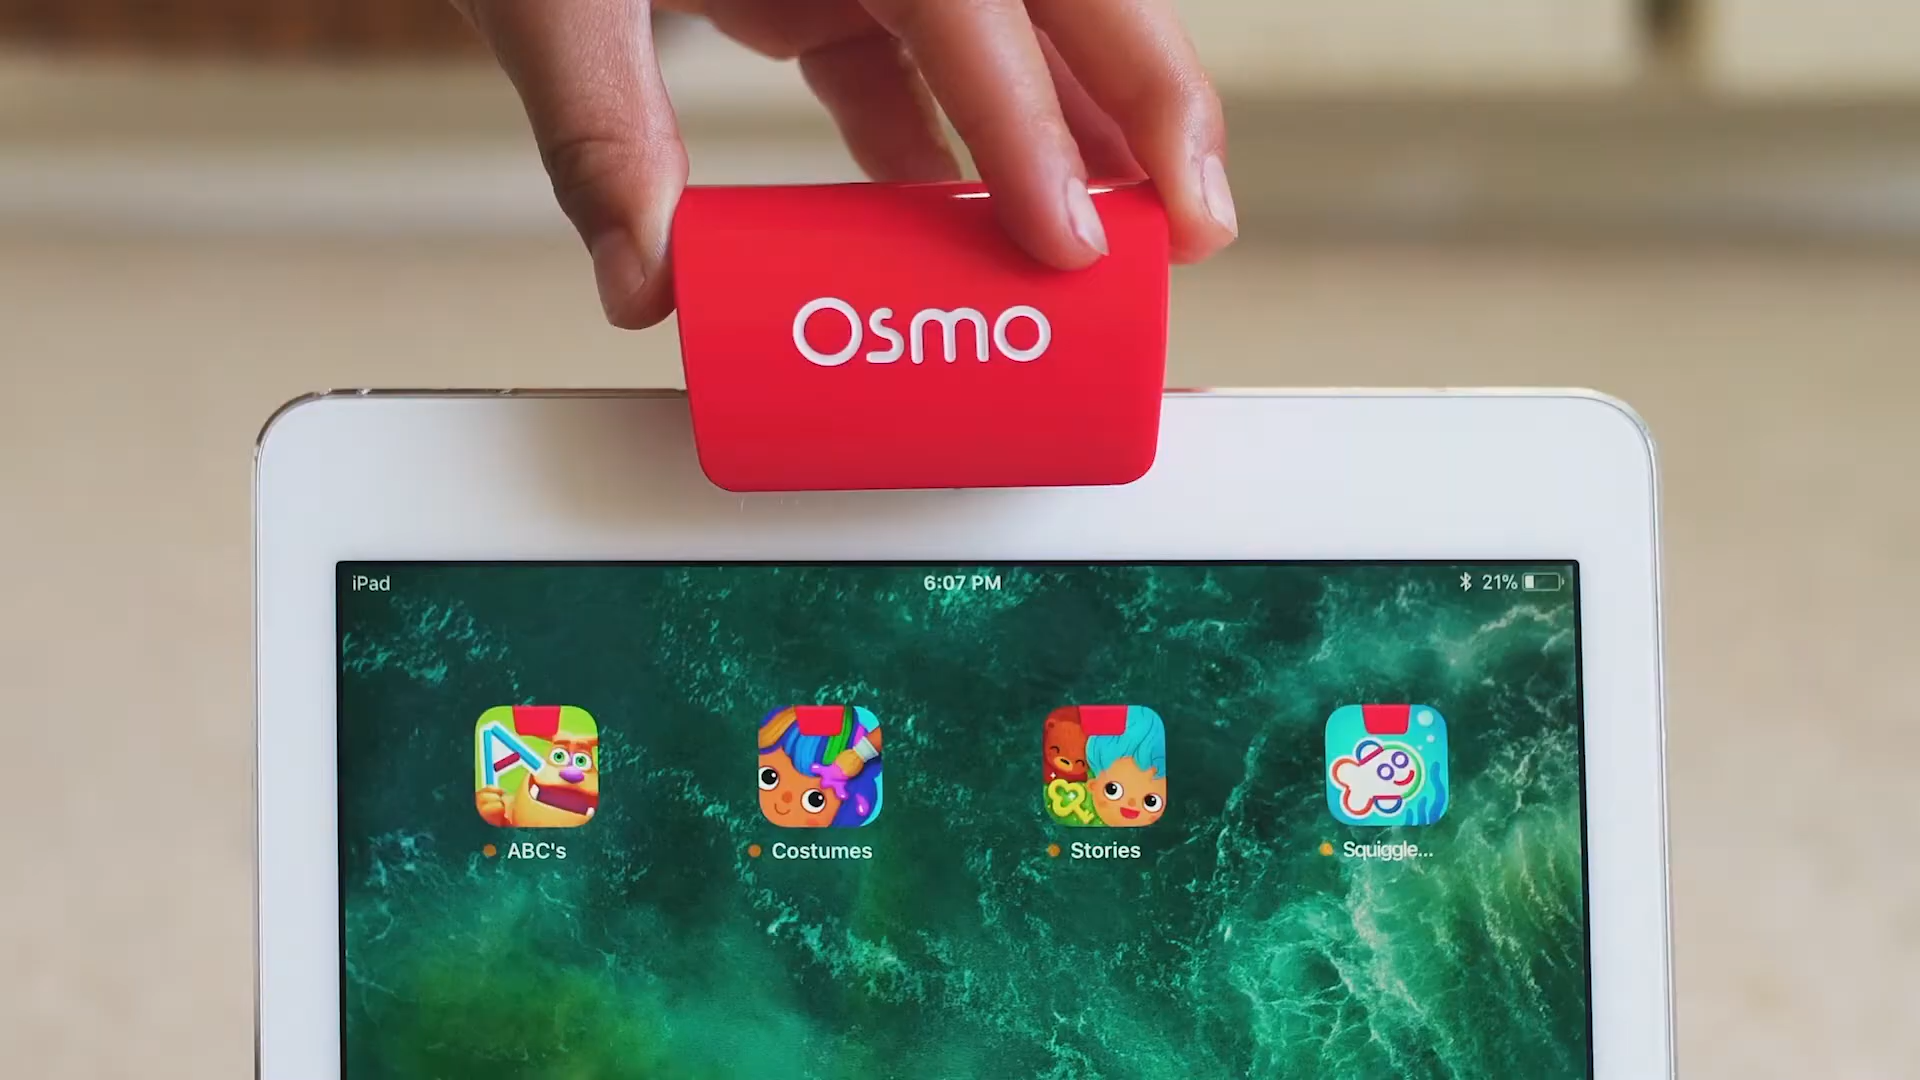 Osmo
iPad
6:07 PM
21%
ABC's
Costumes
Stories
Squiggle...